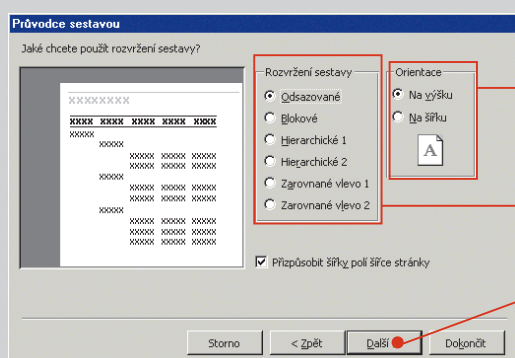 Průvodce sestavou
Jaké chcete použít rozvržení sestavy?
XXXXXXXX
XXXX XXXX XXXX XXXX XXXX
XXXXX
XXXXX
XXXXX XXXXX XXXXX
XXXXX XXXXX XXXXX
XXXXX
XXXXX XXXXX XXXXX
XXXXX XXXXX XXXXX
XXXXX
XXXXX XXXXX XXXXX
XXXXX XXXXX XXXXX
XXXXX XXXXX XXXXX
Rozvržení sestavy
Odsazované
Blokové
Hierarchické 1
Hierarchické 2
Zarovnané vlevo 1
Zarovnané vlevo 2
Orientace
Na výšku
Na šířku
A
Přizpůsobit šířky polí šířce stránky
Storno
< Zpět
Další
Dokončit